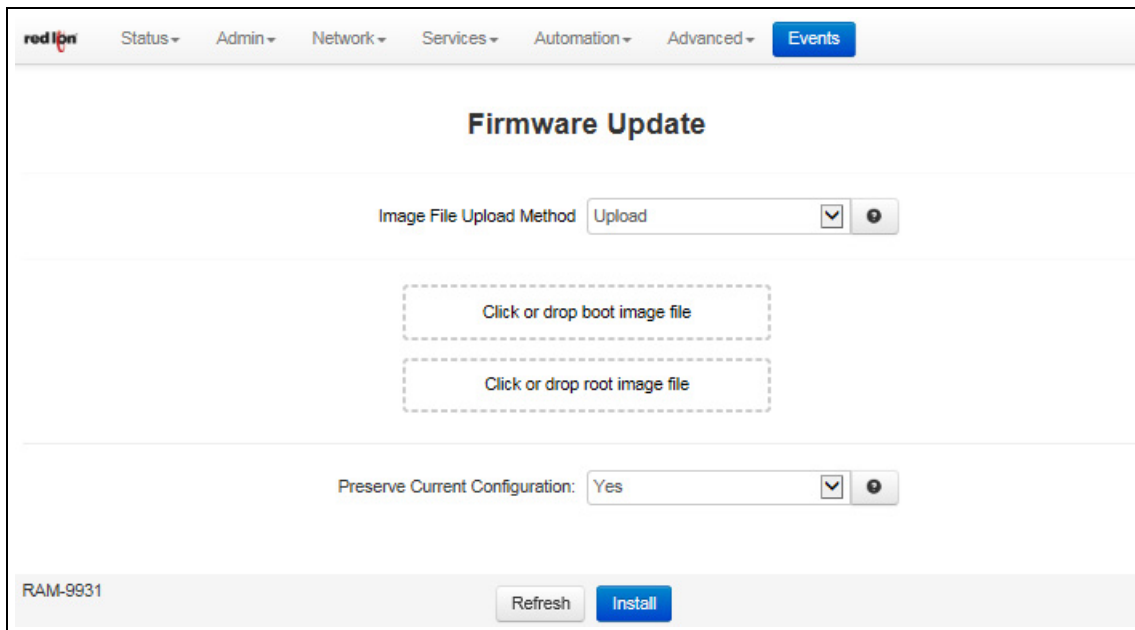 red lion Status Admin Network Services Automation Advanced Events
Firmware Update
Image File Upload Method Upload
Click or drop boot image file
Click or drop root image file
Preserve Current Configuration: Yes
RAM-9931 Refresh Install